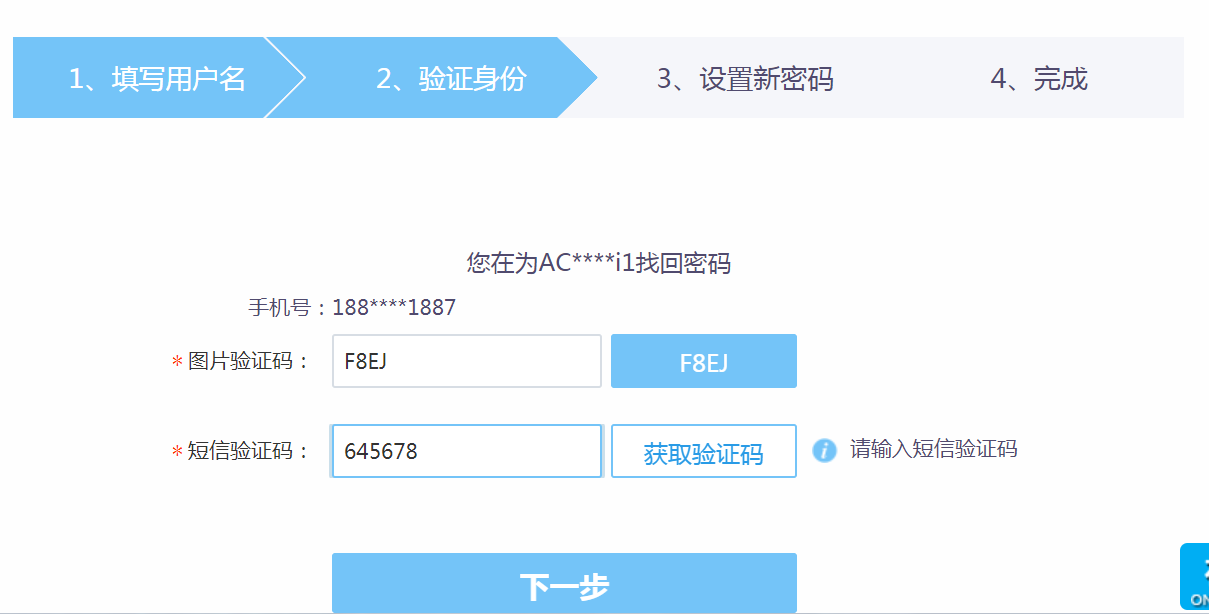 1、填写用户名 2、验证身份 3、设置新密码 4、完成
您在为AC****i1找回密码
手机号：188****1887
*图片验证码： F8EJ F8EJ
*短信验证码： 645678 获取验证码 i 请输入短信验证码
下一步